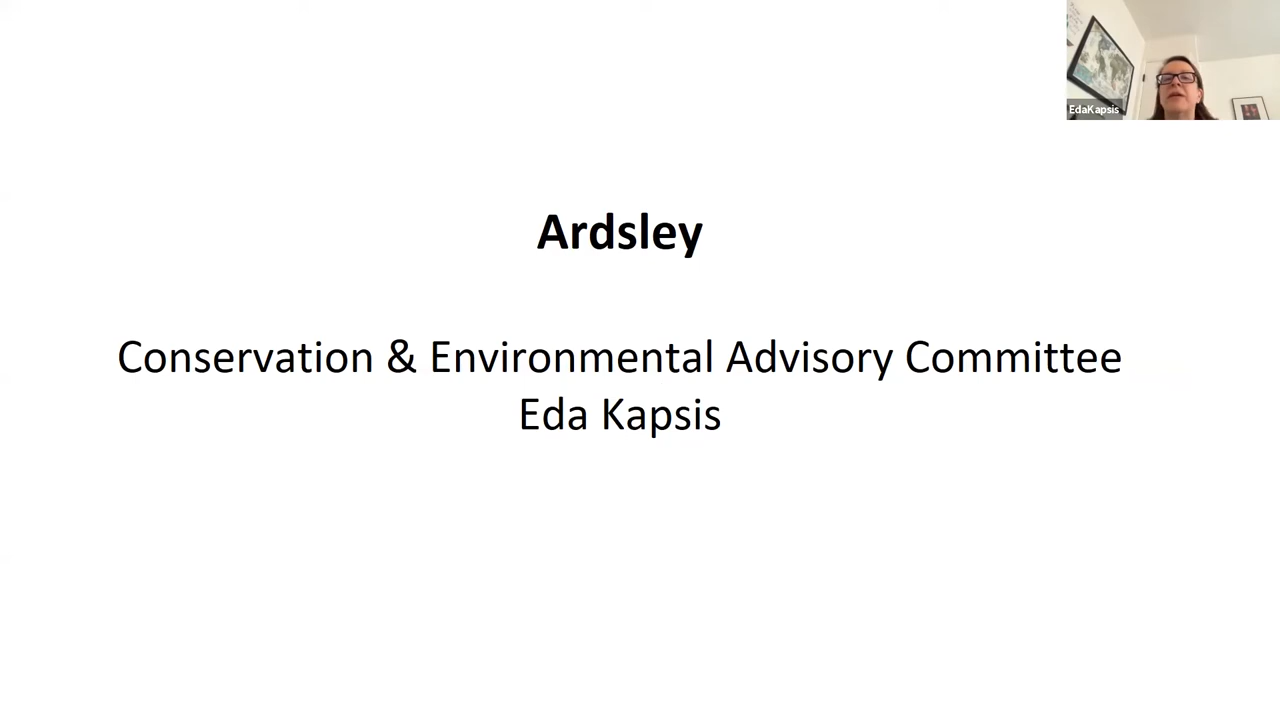 EdaKapsis
Ardsley
Conservation & Environmental Advisory Committee
Eda Kapsis